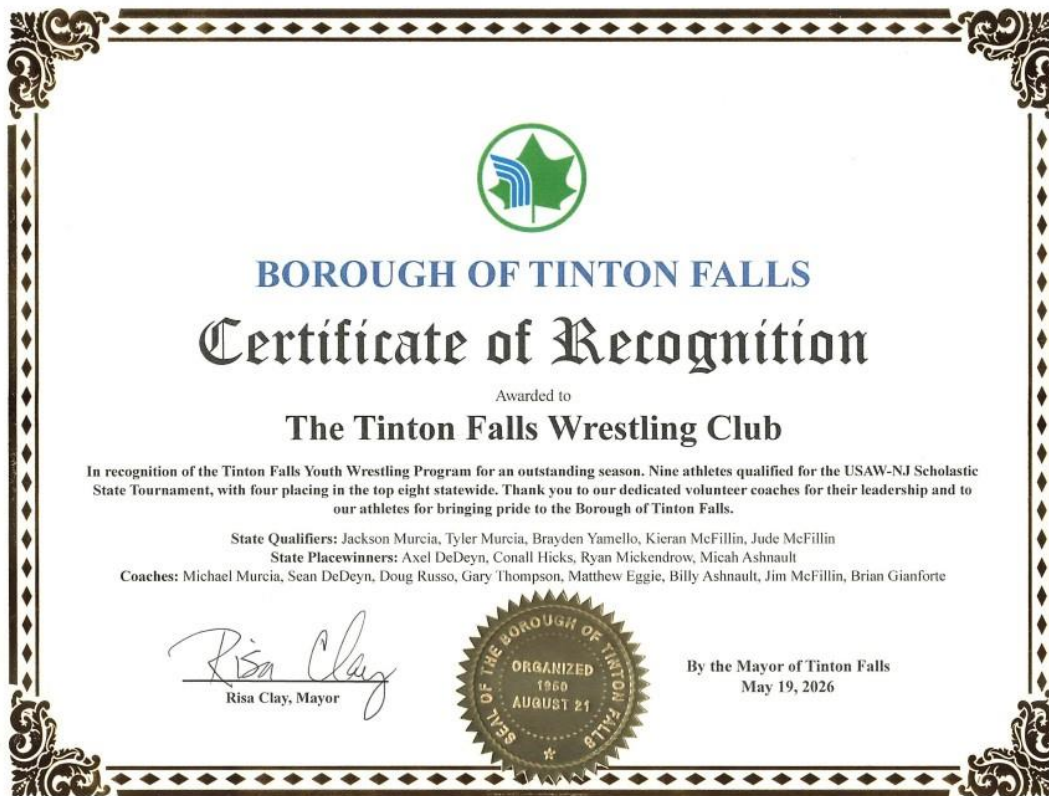 BOROUGH OF TINTON FALLS
Certificate of Recognition
Awarded to
The Tinton Falls Wrestling Club
In recognition of the Tinton Falls Youth Wrestling Program for an outstanding season. Nine athletes qualified for the USAW-NJ Scholastic
State Tournament, with four placing in the top eight statewide. Thank you to our dedicated volunteer coaches for their leadership and to
our athletes for bringing pride to the Borough of Tinton Falls.
State Qualifiers: Jackson Murcia, Tyler Murcia, Brayden Yamello, Kieran McFillin, Jude McFillin
State Placewinners: Axel DeDeyn, Conall Hicks, Ryan Mickendrow, Micah Ashnault
Coaches: Michael Murcia, Sean DeDeyn, Doug Russo, Gary Thompson, Matthew Eggie, Billy Ashnault, Jim McFillin, Brian Gianforte
Risa Clay
Risa Clay, Mayor
SEAL OF THE BOROUGH OF TINTON FALLS
ORGANIZED
1950
AUGUST 21
By the Mayor of Tinton Falls
May 19, 2026